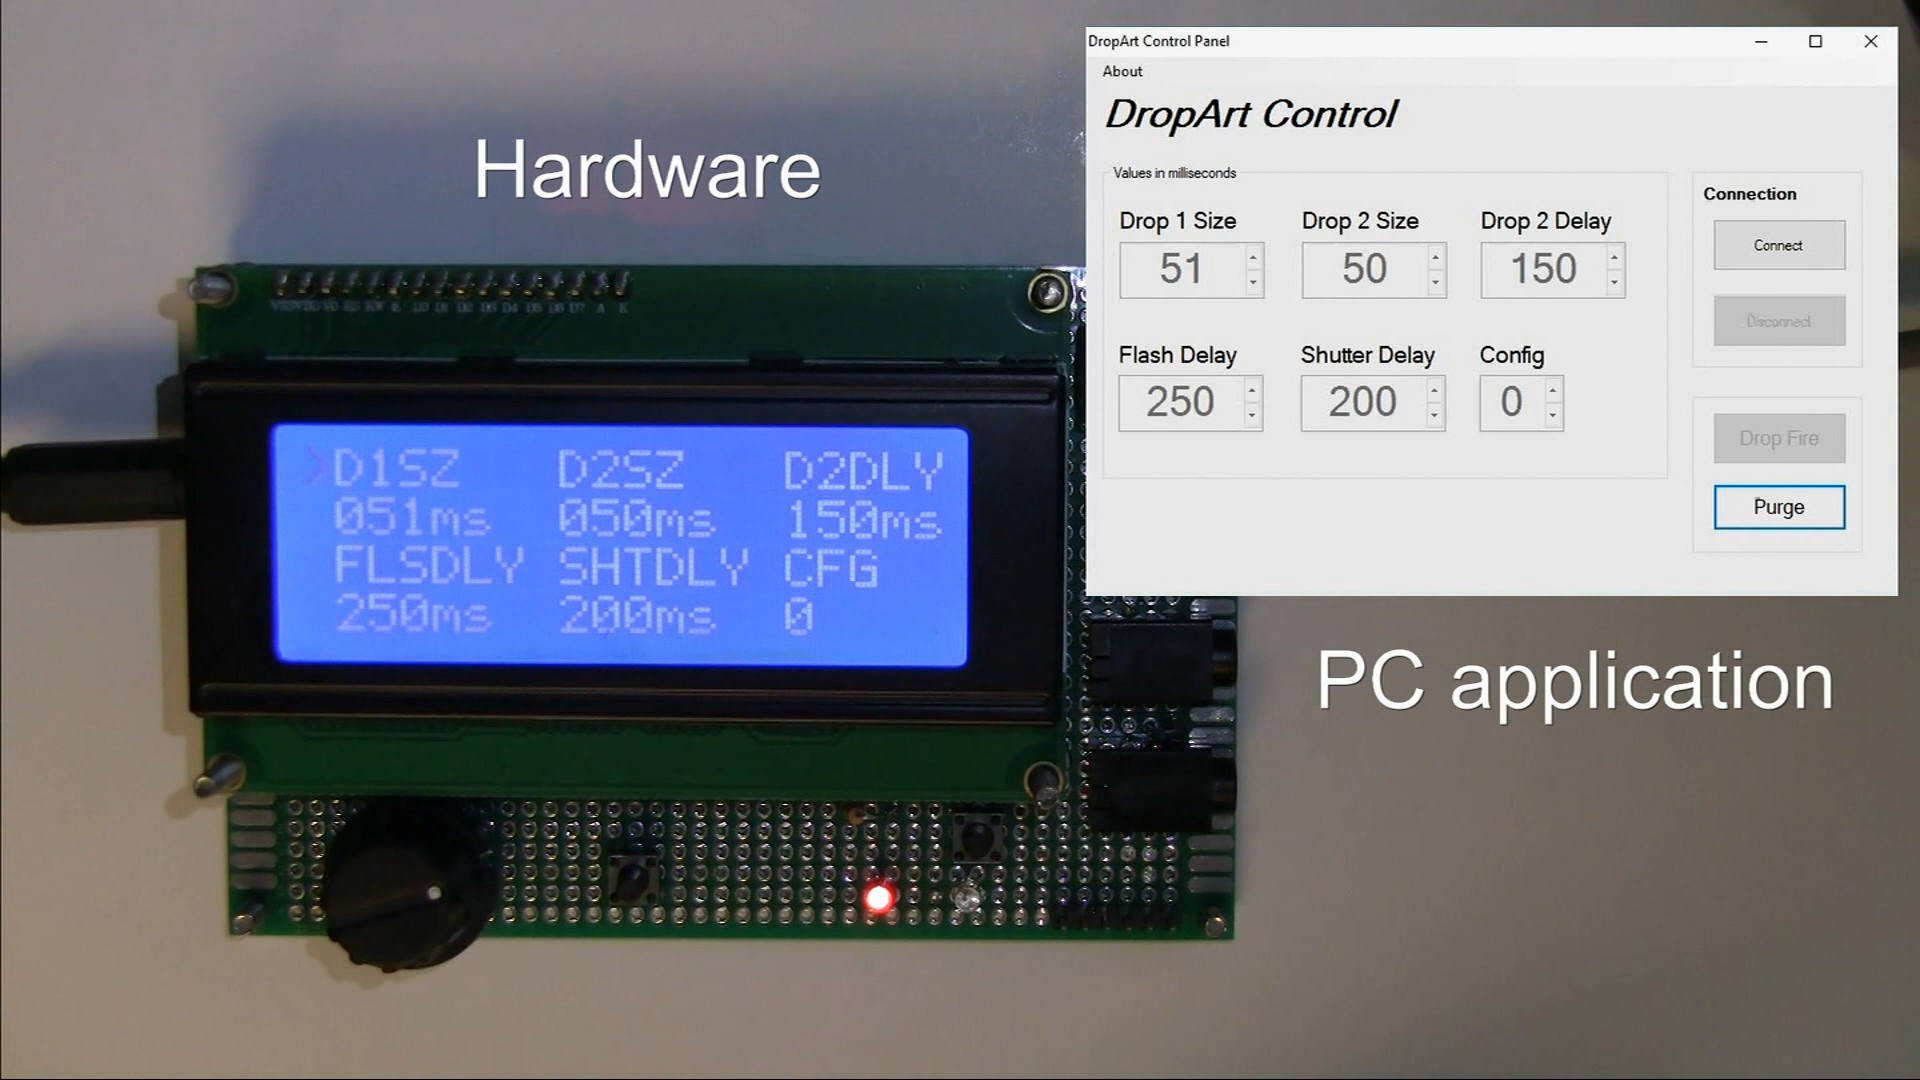 Hardware
DropArt Control Panel
About
DropArt Control
Values in milliseconds
Drop 1 Size
Drop 2 Size
Drop 2 Delay
51
50
150
Flash Delay
Shutter Delay
Config
250
200
0
Connection
Connect
Disconnect
Drop Fire
Purge
PC application
>D1SZ D2SZ D2DLY
051ms 050ms 150ms
FLSDLY SHTDLY CFG
250ms 200ms 0